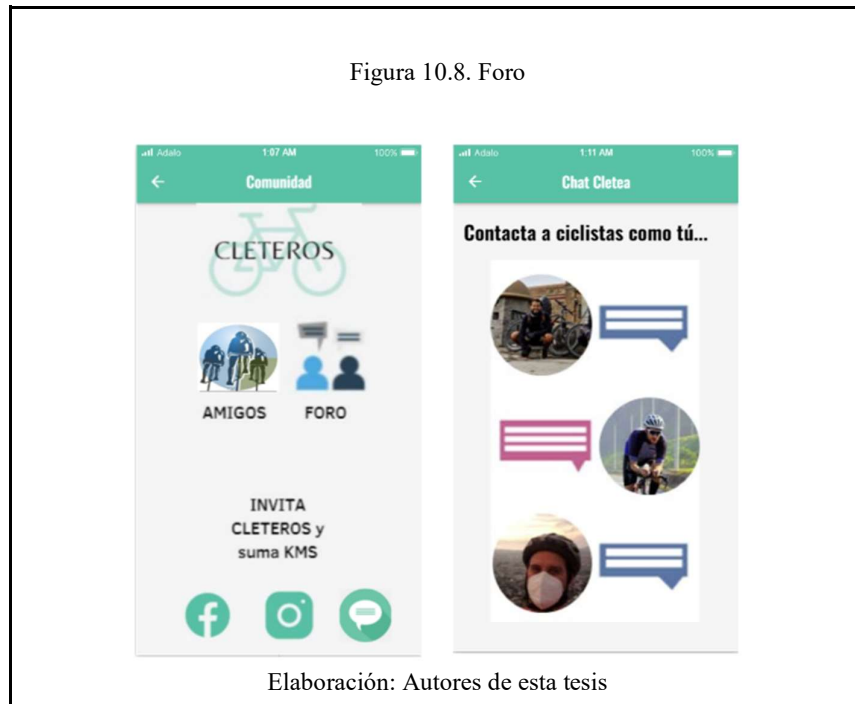 Figura 10.8. Foro
Adalo 1:07 AM 100%
Comunidad
CLETEROS
AMIGOS FORO
INVITA
CLETEROS y
suma KMS
Adalo 1:11 AM 100%
Chat Cletea
Contacta a ciclistas como tú...
Elaboración: Autores de esta tesis